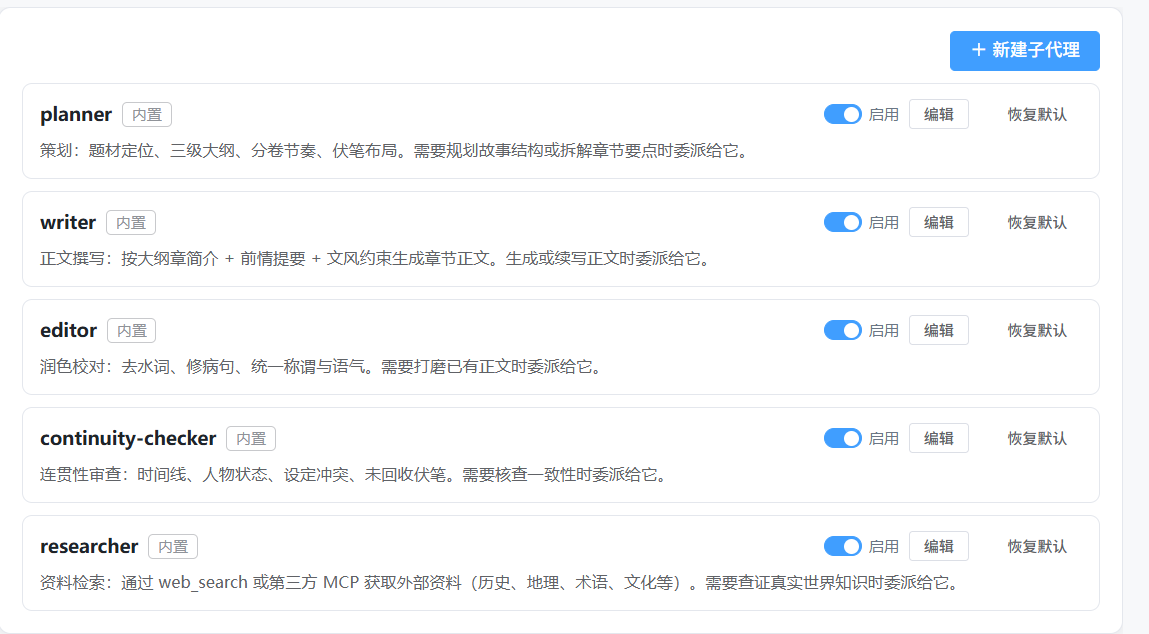 + 新建子代理
planner 内置 启用 编辑 恢复默认
策划：题材定位、三级大纲、分卷节奏、伏笔布局。需要规划故事结构或拆解章节要点时委派给它。
writer 内置 启用 编辑 恢复默认
正文撰写：按大纲章简介 + 前情提要 + 文风约束生成章节正文。生成或续写正文时委派给它。
editor 内置 启用 编辑 恢复默认
润色校对：去水词、修病句、统一称谓与语气。需要打磨已有正文时委派给它。
continuity-checker 内置 启用 编辑 恢复默认
连贯性审查：时间线、人物状态、设定冲突、未回收伏笔。需要核查一致性时委派给它。
researcher 内置 启用 编辑 恢复默认
资料检索：通过 web_search 或第三方 MCP 获取外部资料（历史、地理、术语、文化等）。需要查证真实世界知识时委派给它。